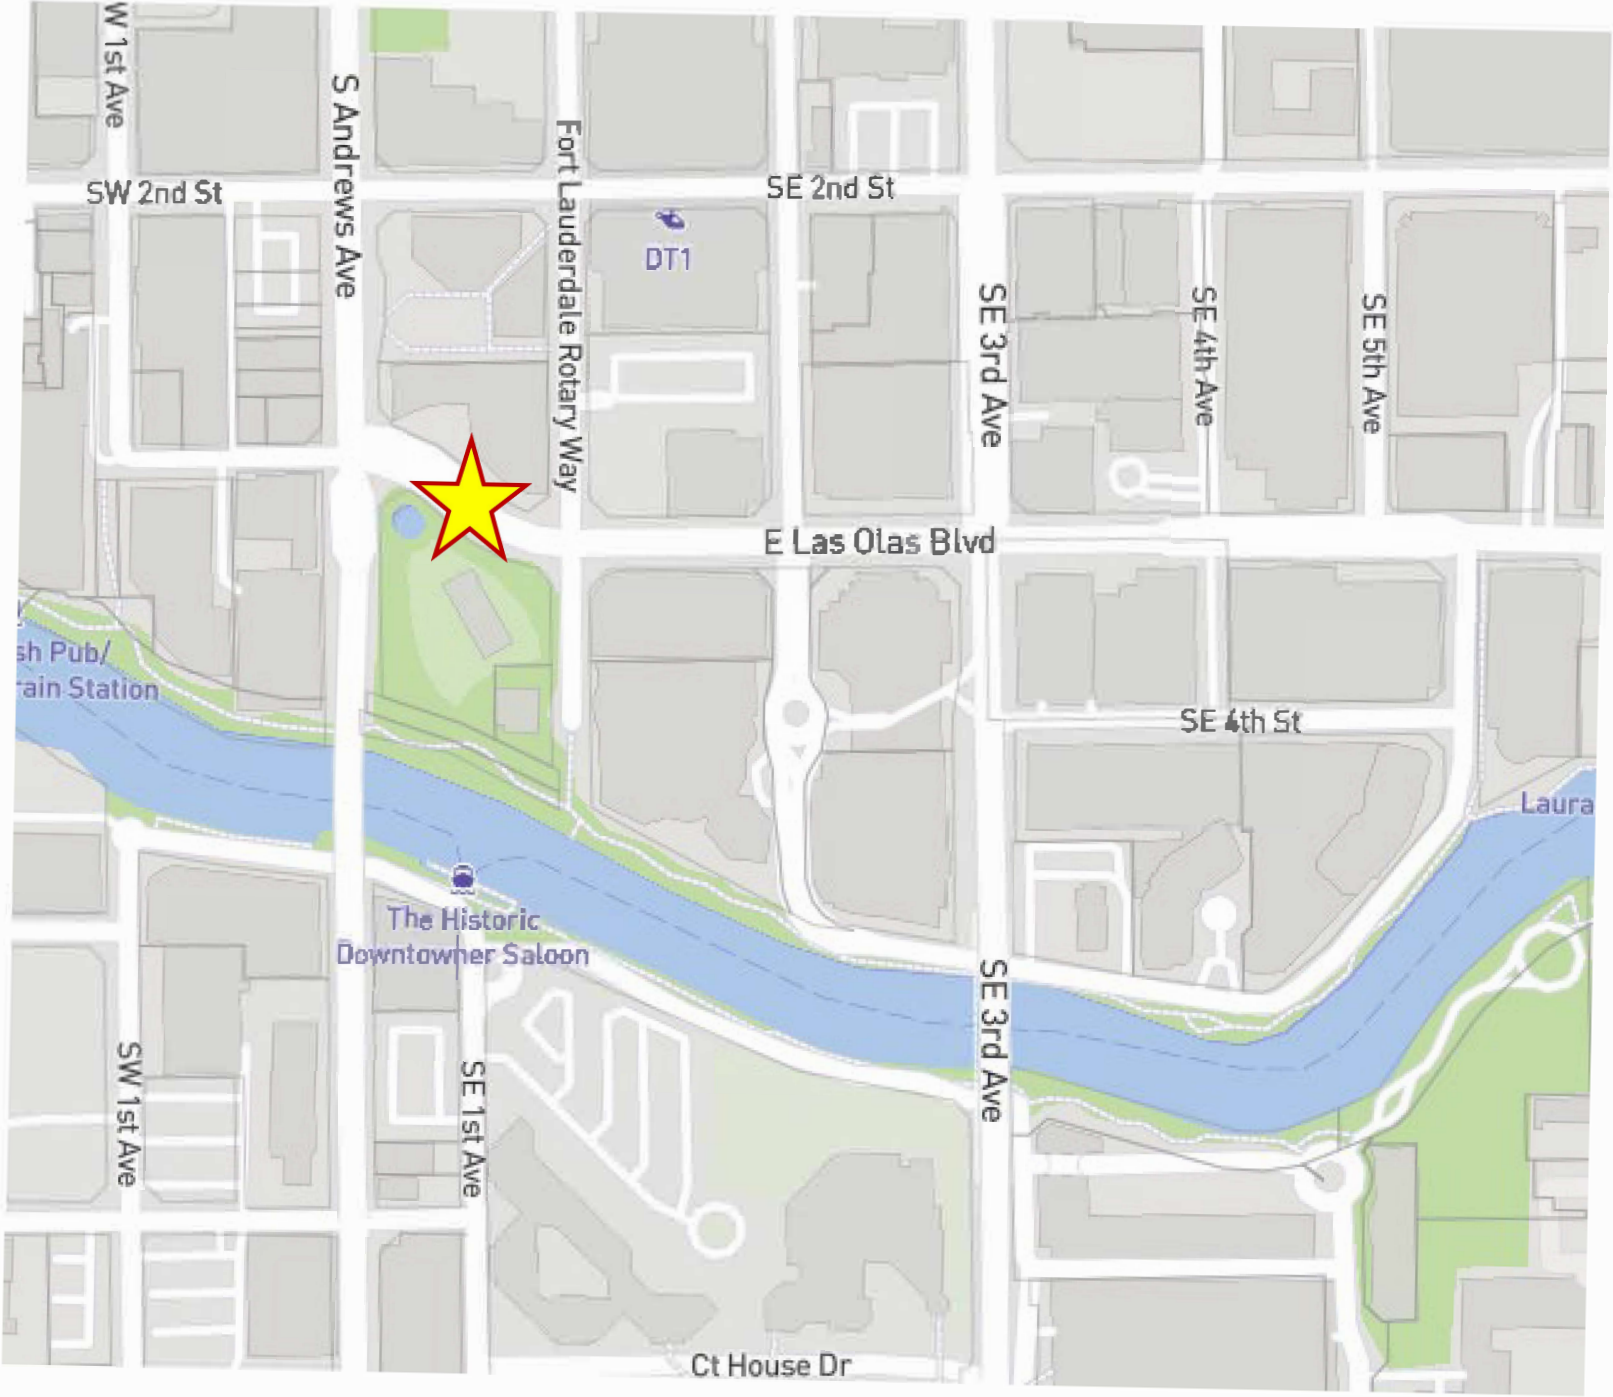 W 1st Ave
S Andrews Ave
Fort Lauderdale Rotary Way
SW 2nd St
SE 2nd St
DT1
SE 3rd Ave
SE 4th Ave
SE 5th Ave
E Las Olas Blvd
sh Pub/
rain Station
SE 4th St
Laura
The Historic
Downtowner Saloon
SE 3rd Ave
SW 1st Ave
SE 1st Ave
Ct House Dr